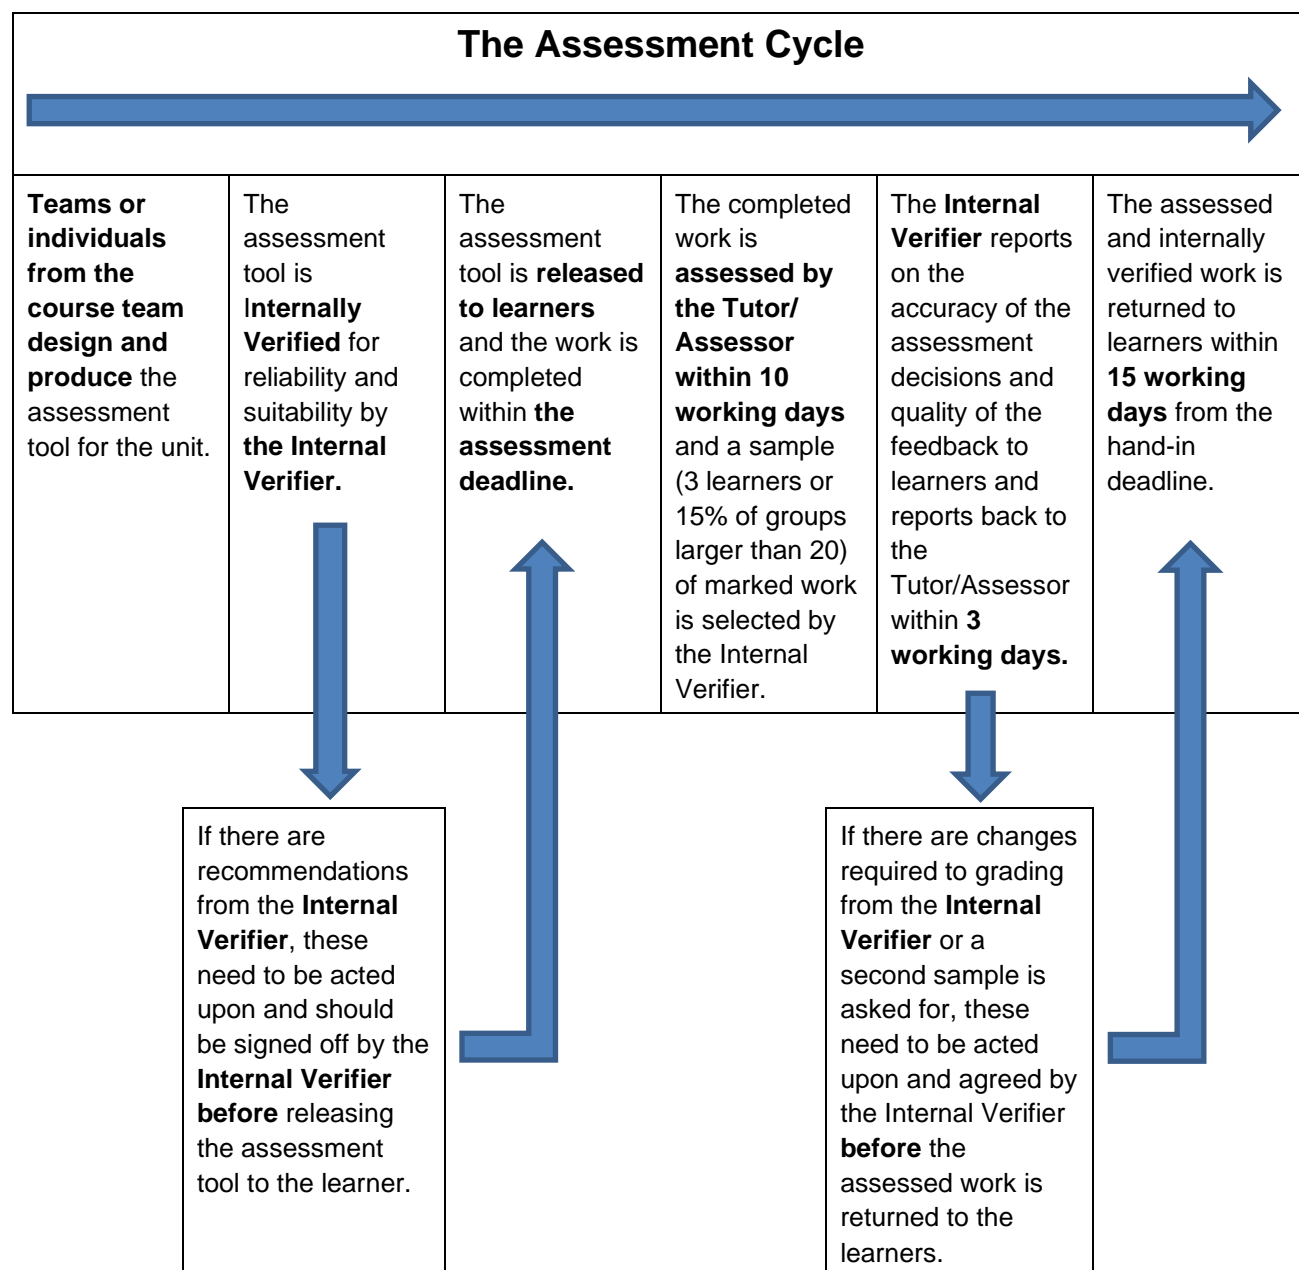 The Assessment Cycle
Teams or
individuals
from the
course team
design and
produce the
assessment
tool for the unit.
The
assessment
tool is
Internally
Verified for
reliability and
suitability by
the Internal
Verifier.
The
assessment
tool is released
to learners
and the work is
completed
within the
assessment
deadline.
The completed
work is
assessed by
the Tutor/
Assessor
within 10
working days
and a sample
(3 learners or
15% of groups
larger than 20)
of marked work
is selected by
the Internal
Verifier.
The Internal
Verifier reports
on the
accuracy of the
assessment
decisions and
quality of the
feedback to
learners and
reports back to
the
Tutor/Assessor
within 3
working days.
The assessed
and internally
verified work is
returned to
learners within
15 working
days from the
hand-in
deadline.
If there are
recommendations
from the Internal
Verifier, these
need to be acted
upon and should
be signed off by the
Internal Verifier
before releasing
the assessment
tool to the learner.
If there are changes
required to grading
from the Internal
Verifier or a
second sample is
asked for, these
need to be acted
upon and agreed by
the Internal Verifier
before the
assessed work is
returned to the
learners.